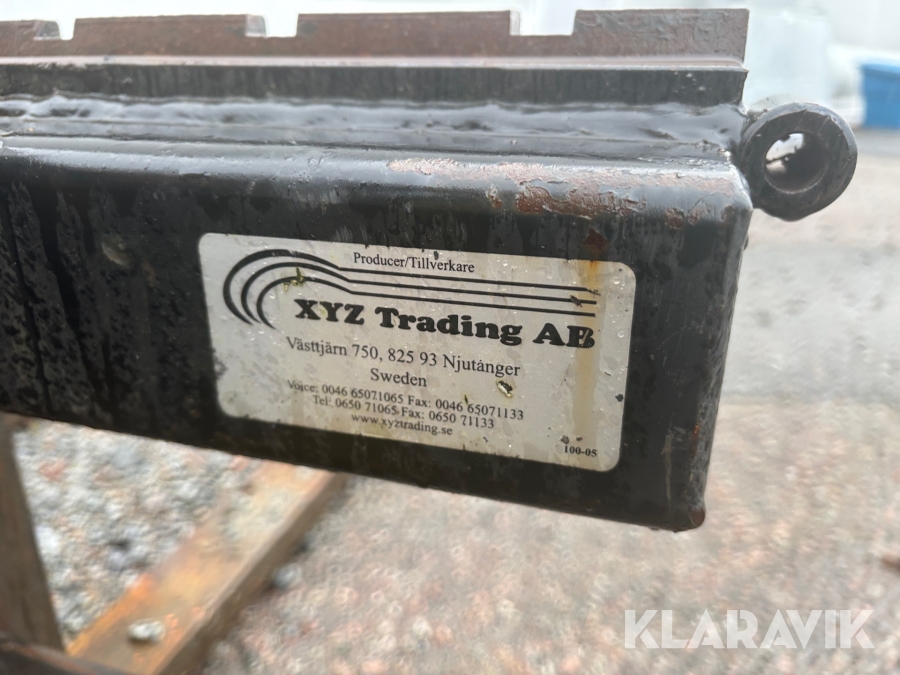 Producer/Tillverkare
XYZ Trading AB
Västtjärn 750, 825 93 Njutånger
Sweden
Voice: 0046 65071065 Fax: 0046 65071133
Tel: 0650 71065 Fax: 0650 71133
www.xyztrading.se
100-05
KLARAVIK